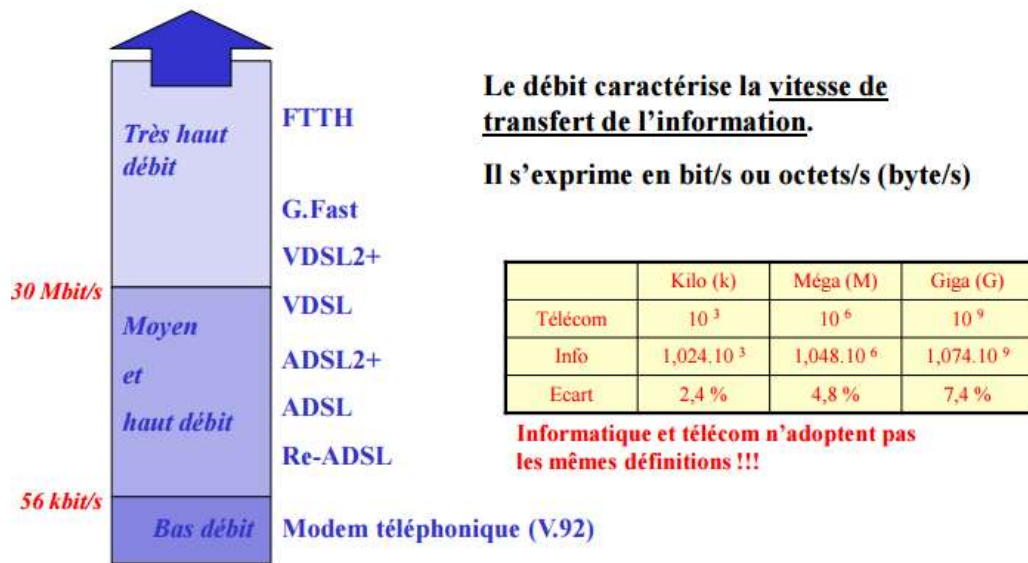 Très haut
débit
FTTH
G.Fast
VDSL2+
30 Mbit/s
VDSL
Moyen
et
haut débit
ADSL2+
ADSL
Re-ADSL
56 kbit/s
Bas débit
Modem téléphonique (V.92)
Le débit caractérise la vitesse de
transfert de l’information.
Il s’exprime en bit/s ou octets/s (byte/s)
Kilo (k) Méga (M) Giga (G)
Télécom 10 ³ 10 ⁶ 10 ⁹
Info 1,024.10 ³ 1,048.10 ⁶ 1,074.10 ⁹
Ecart 2,4 % 4,8 % 7,4 %
Informatique et télécom n’adoptent pas
les mêmes définitions !!!